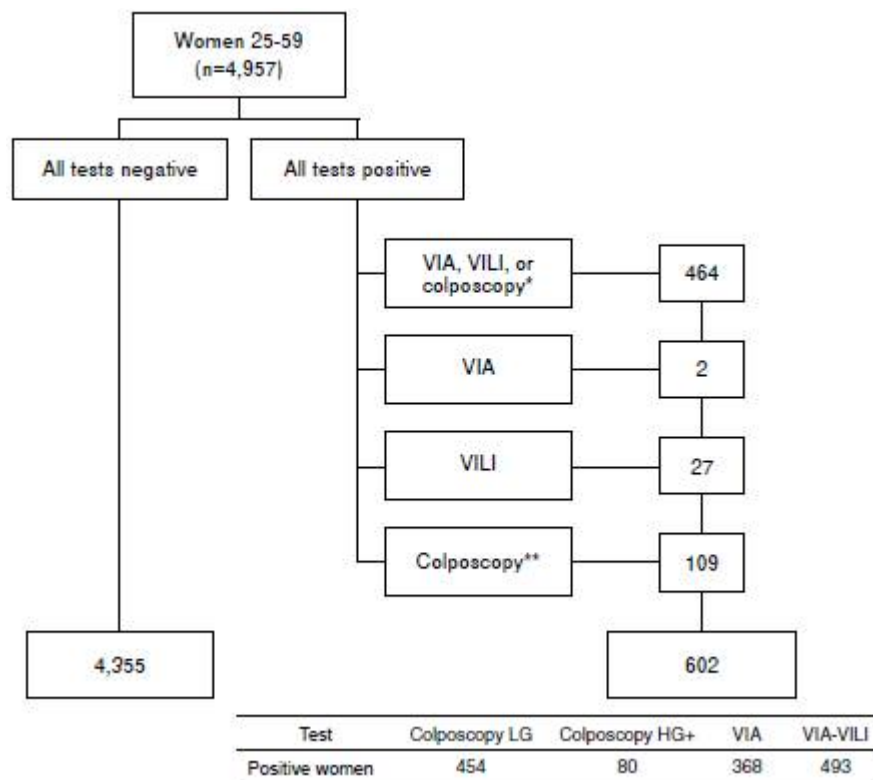 Women 25-59
(n=4,957)
All tests negative
All tests positive
VIA, VILI, or
colposcopy*
464
VIA
2
VILI
27
Colposcopy**
109
4,355
602
Test Colposcopy LG Colposcopy HG+ VIA VIA-VILI
Positive women 454 80 368 493